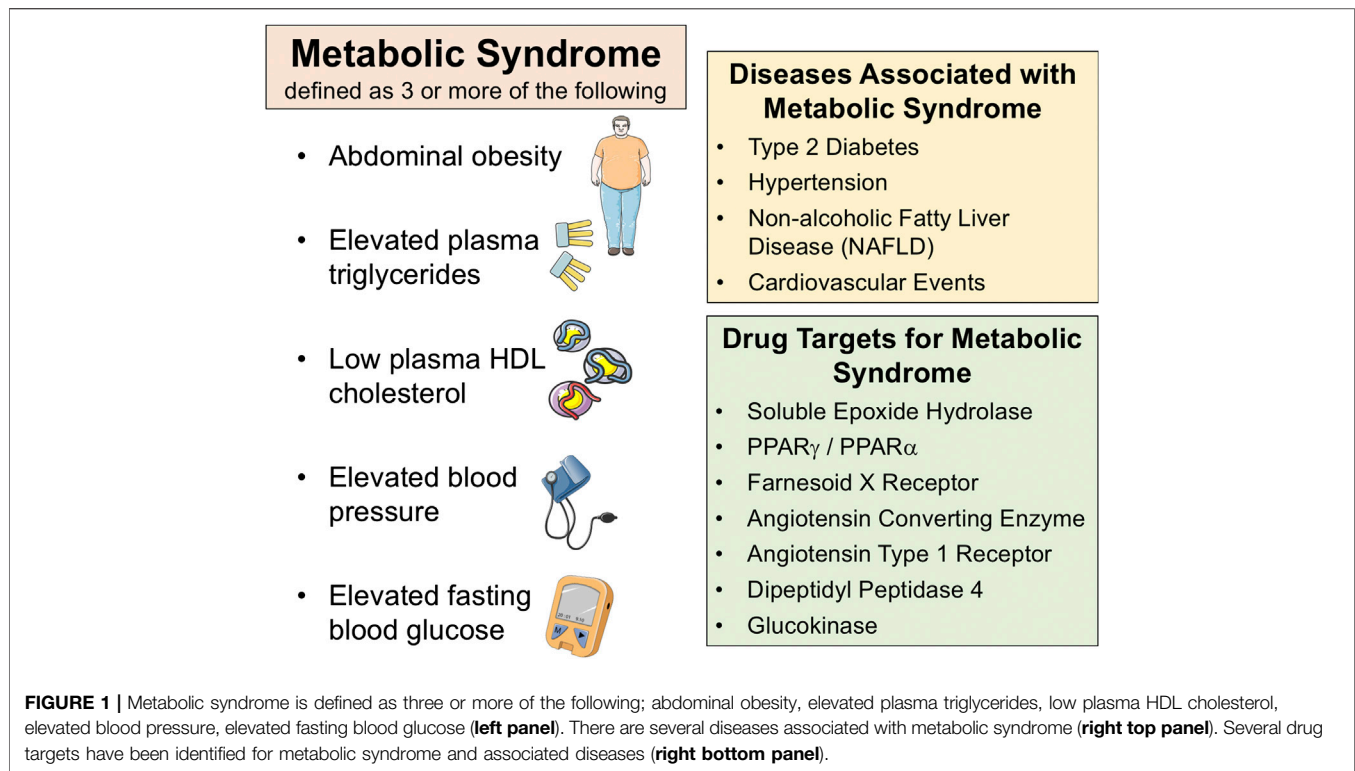 Metabolic Syndrome
defined as 3 or more of the following
• Abdominal obesity
• Elevated plasma
triglycerides
• Low plasma HDL
cholesterol
• Elevated blood
pressure
• Elevated fasting
blood glucose
M
Diseases Associated with
Metabolic Syndrome
• Type 2 Diabetes
• Hypertension
• Non-alcoholic Fatty Liver
Disease (NAFLD)
• Cardiovascular Events
Drug Targets for Metabolic
Syndrome
• Soluble Epoxide Hydrolase
• PPARγ / PPARα
• Farnesoid X Receptor
• Angiotensin Converting Enzyme
• Angiotensin Type 1 Receptor
• Dipeptidyl Peptidase 4
• Glucokinase
FIGURE 1 | Metabolic syndrome is defined as three or more of the following; abdominal obesity, elevated plasma triglycerides, low plasma HDL cholesterol,
elevated blood pressure, elevated fasting blood glucose (left panel). There are several diseases associated with metabolic syndrome (right top panel). Several drug
targets have been identified for metabolic syndrome and associated diseases (right bottom panel).